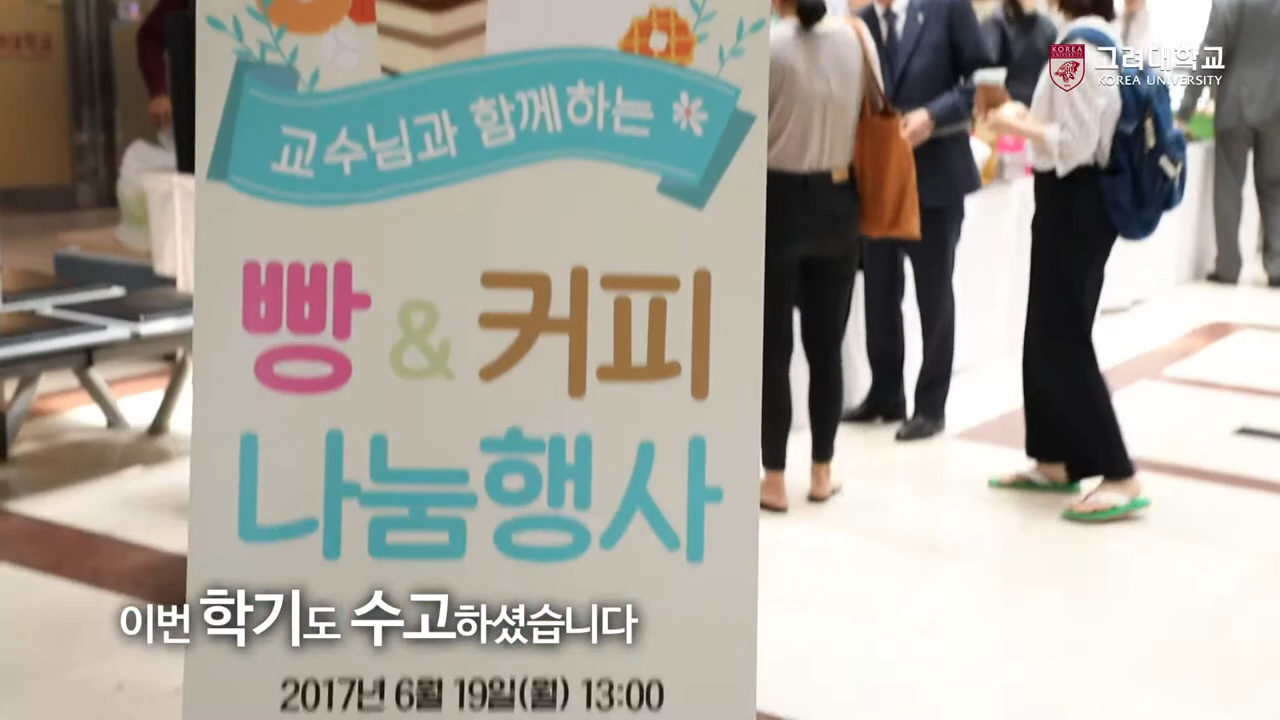 고려대학교
KOREA UNIVERSITY
KOREA
교수님과 함께하는
빵 & 커피
나눔행사
이번 학기도 수고하셨습니다
2017년 6월 19일(월) 13:00